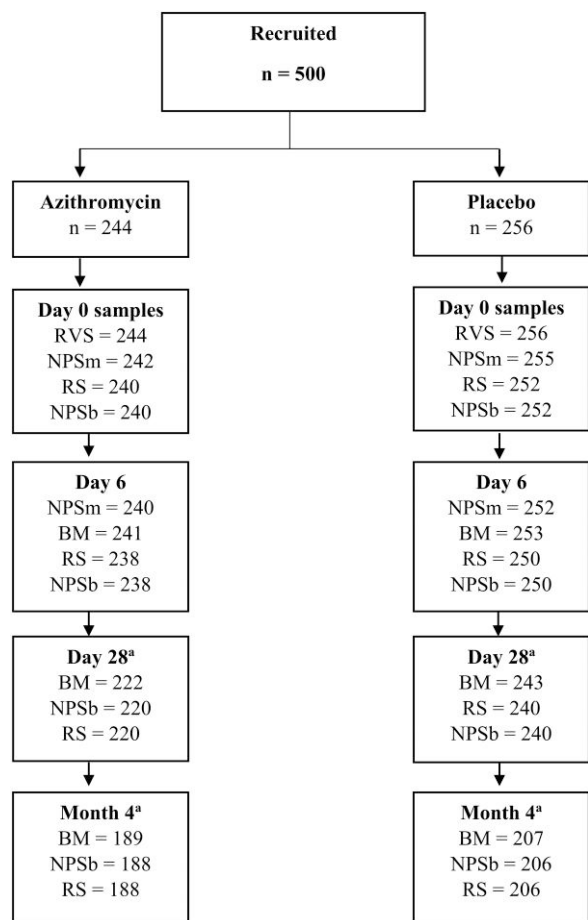 Recruited
n = 500
Azithromycin
n = 244
Placebo
n = 256
Day 0 samples
RVS = 244
NPSm = 242
RS = 240
NPSb = 240
Day 0 samples
RVS = 256
NPSm = 255
RS = 252
NPSb = 252
Day 6
NPSm = 240
BM = 241
RS = 238
NPSb = 238
Day 6
NPSm = 252
BM = 253
RS = 250
NPSb = 250
Day 28ᵃ
BM = 222
NPSb = 220
RS = 220
Day 28ᵃ
BM = 243
RS = 240
NPSb = 240
Month 4ᵃ
BM = 189
NPSb = 188
RS = 188
Month 4ᵃ
BM = 207
NPSb = 206
RS = 206